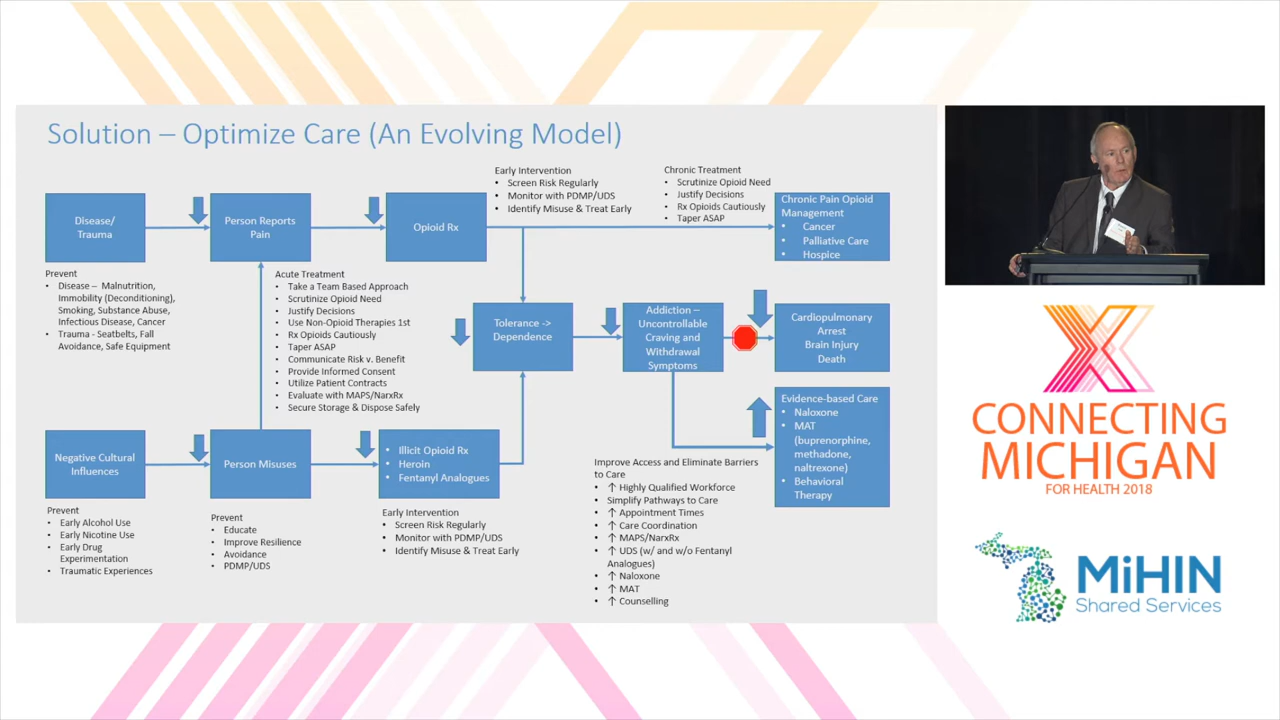 Solution – Optimize Care (An Evolving Model)
Early Intervention
• Screen Risk Regularly
• Monitor with PDMP/UDS
• Identify Misuse & Treat Early
Chronic Treatment
• Scrutinize Opioid Need
• Justify Decisions
• Rx Opioids Cautiously
• Taper ASAP
Disease/
Trauma
Person Reports
Pain
Opioid Rx
Chronic Pain Opioid
Management
• Cancer
• Palliative Care
• Hospice
Prevent
• Disease – Malnutrition,
Immobility (Deconditioning),
Smoking, Substance Abuse,
Infectious Disease, Cancer
• Trauma - Seatbelts, Fall
Avoidance, Safe Equipment
Acute Treatment
• Take a Team Based Approach
• Scrutinize Opioid Need
• Justify Decisions
• Use Non-Opioid Therapies 1st
• Rx Opioids Cautiously
• Taper ASAP
• Communicate Risk v. Benefit
• Provide Informed Consent
• Utilize Patient Contracts
• Evaluate with MAPS/NarxRx
• Secure Storage & Dispose Safely
Tolerance ->
Dependence
Addiction –
Uncontrollable
Craving and
Withdrawal
Symptoms
Cardiopulmonary
Arrest
Brain Injury
Death
Evidence-based Care
• Naloxone
• MAT
(buprenorphine,
methadone,
naltrexone)
• Behavioral
Therapy
Negative Cultural
Influences
Person Misuses
• Illicit Opioid Rx
• Heroin
• Fentanyl Analogues
Prevent
• Early Alcohol Use
• Early Nicotine Use
• Early Drug
Experimentation
• Traumatic Experiences
Prevent
• Educate
• Improve Resilience
• Avoidance
• PDMP/UDS
Early Intervention
• Screen Risk Regularly
• Monitor with PDMP/UDS
• Identify Misuse & Treat Early
Improve Access and Eliminate Barriers
to Care
• ↑ Highly Qualified Workforce
• Simplify Pathways to Care
• ↑ Appointment Times
• ↑ Care Coordination
• ↑ MAPS/NarxRx
• ↑ UDS (w/ and w/o Fentanyl
Analogues)
• ↑ Naloxone
• ↑ MAT
• ↑ Counselling
CONNECTING
MICHIGAN
FOR HEALTH 2018
MiHIN
Shared Services